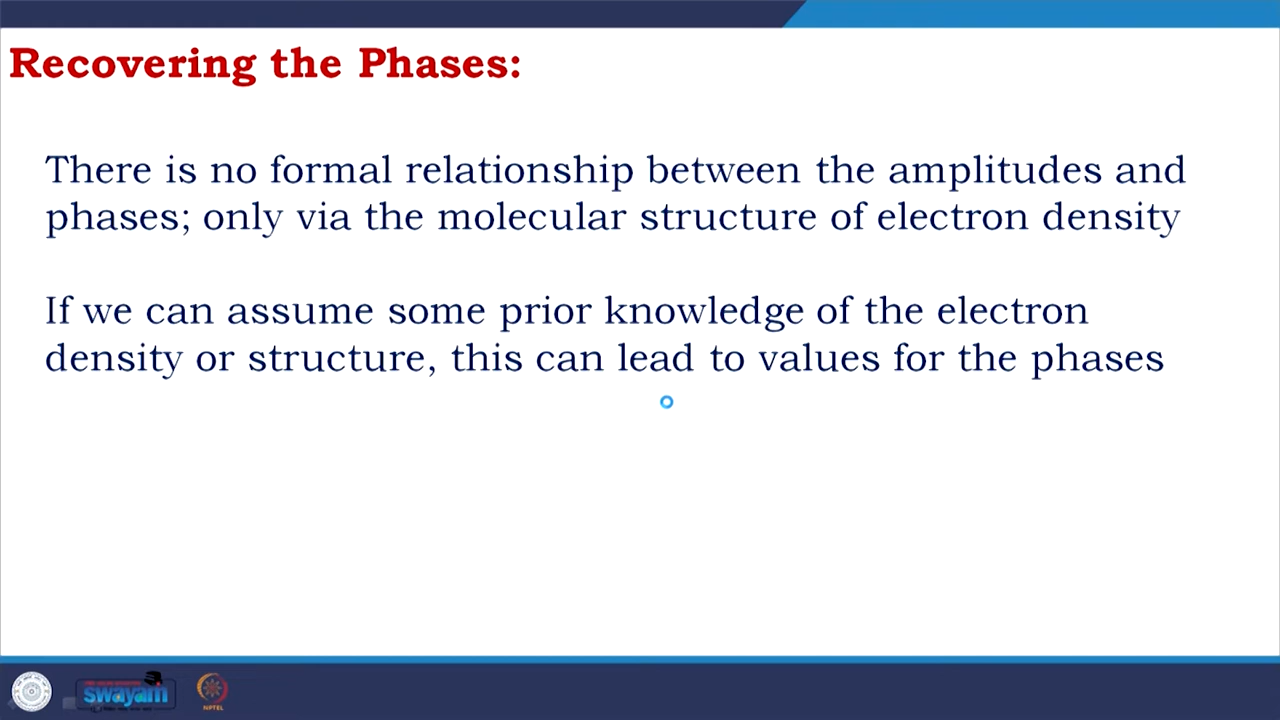 Recovering the Phases:
There is no formal relationship between the amplitudes and
phases; only via the molecular structure of electron density
If we can assume some prior knowledge of the electron
density or structure, this can lead to values for the phases
swayam
NPTEL